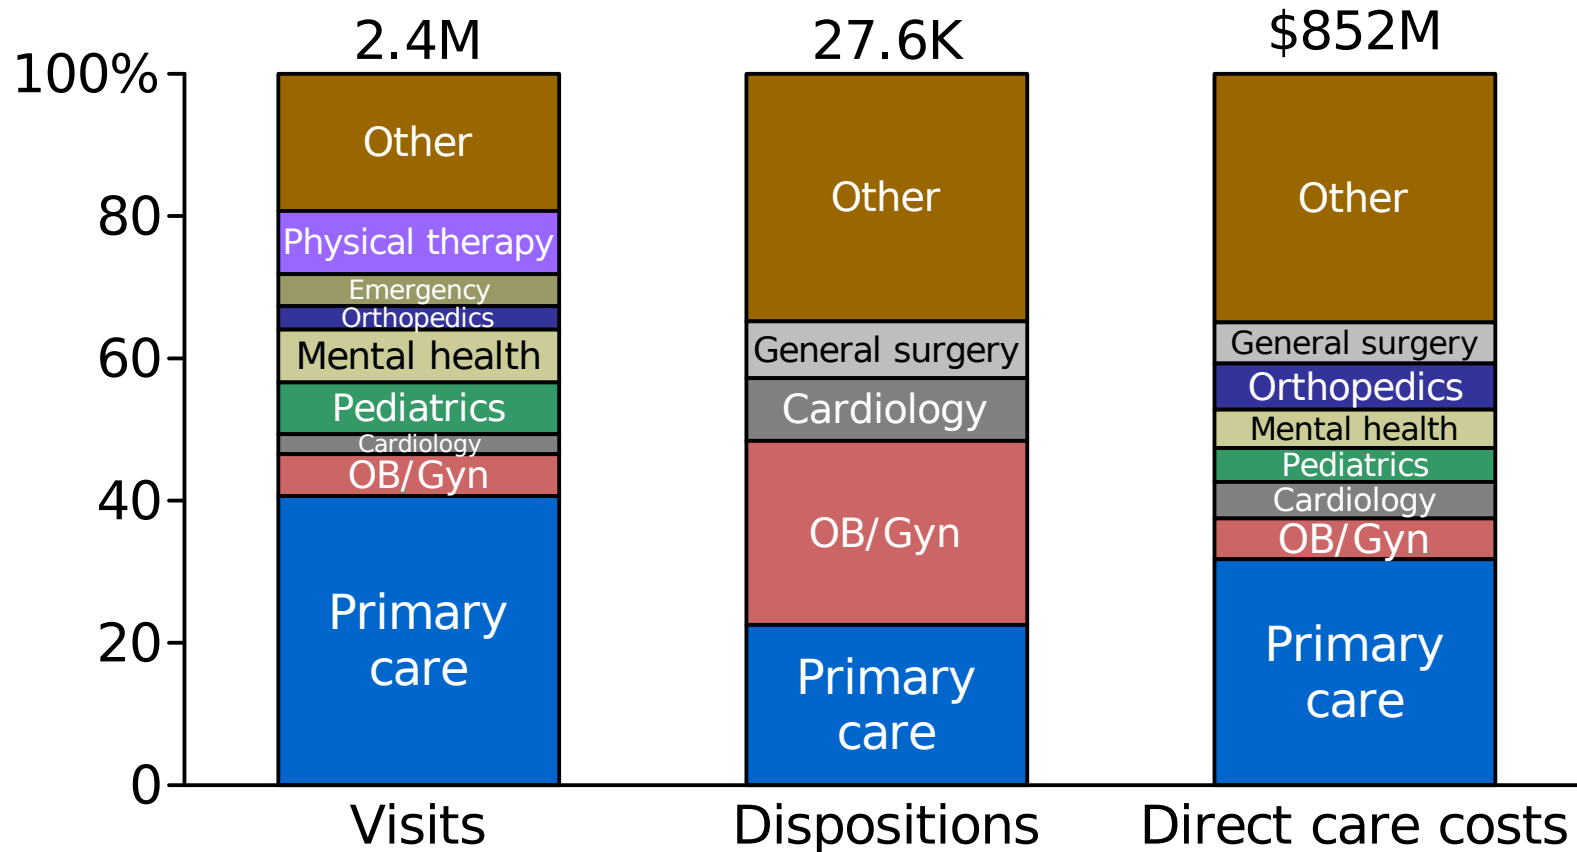 2.4M
27.6K
$852M
100%
80
60
40
20
0
Other
Physical therapy
Emergency
Orthopedics
Mental health
Pediatrics
Cardiology
OB/Gyn
Primary
care
Other
General surgery
Cardiology
OB/Gyn
Primary
care
Other
General surgery
Orthopedics
Mental health
Pediatrics
Cardiology
OB/Gyn
Primary
care
Visits
Dispositions
Direct care costs